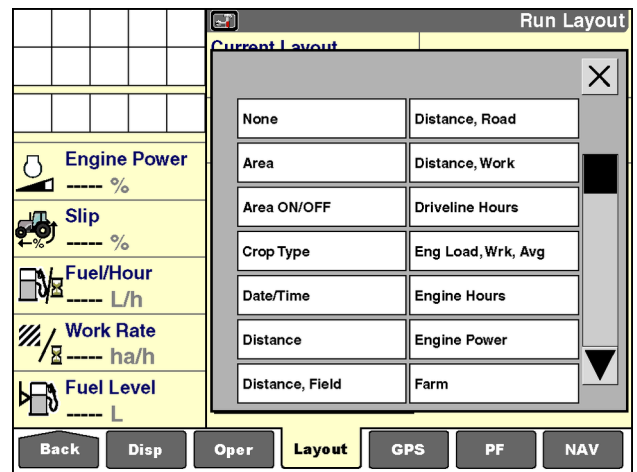 Run Layout
Current Layout
Engine Power
----- %
Slip
----- %
Fuel/Hour
----- L/h
Work Rate
----- ha/h
Fuel Level
----- L
None
Distance, Road
Area
Distance, Work
Area ON/OFF
Driveline Hours
Crop Type
Eng Load, Wrk, Avg
Date/Time
Engine Hours
Distance
Engine Power
Distance, Field
Farm
Back
Disp
Oper
Layout
GPS
PF
NAV